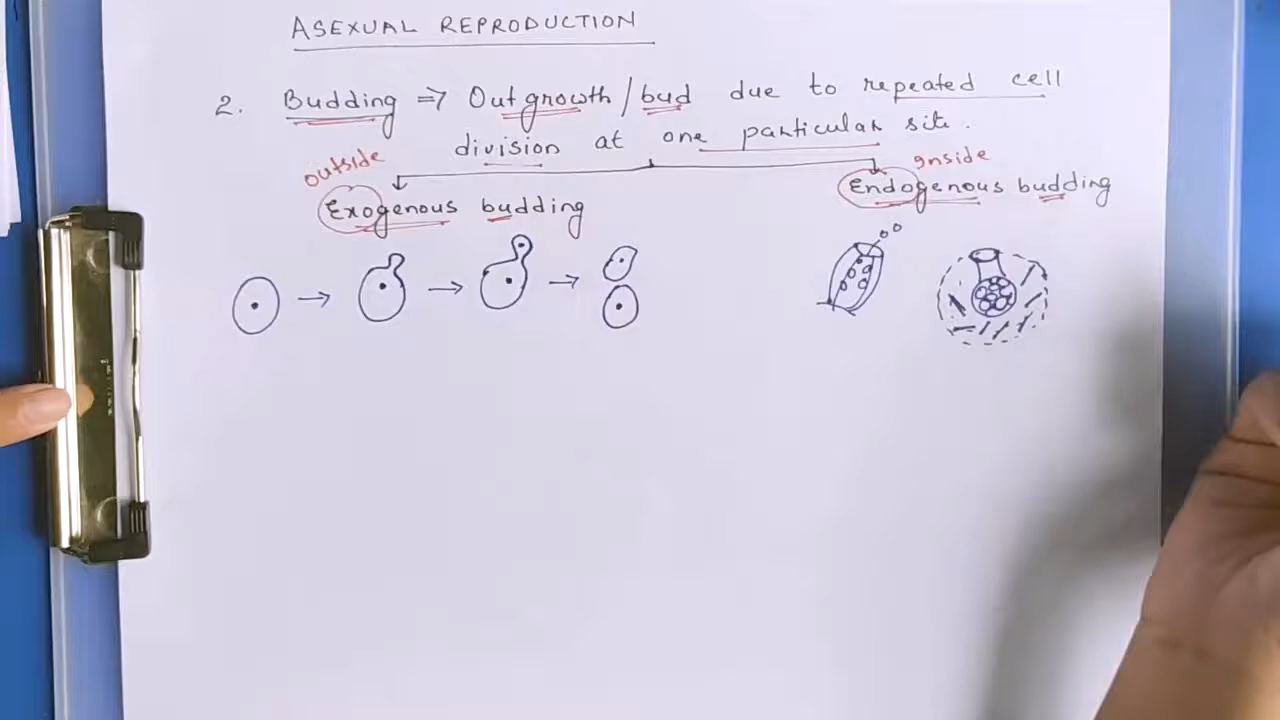 ASEXUAL REPRODUCTION
2. Budding ⇒ Outgrowth/bud due to repeated cell
division at one particular site.
outside
inside
Exogenous budding
Endogenous budding